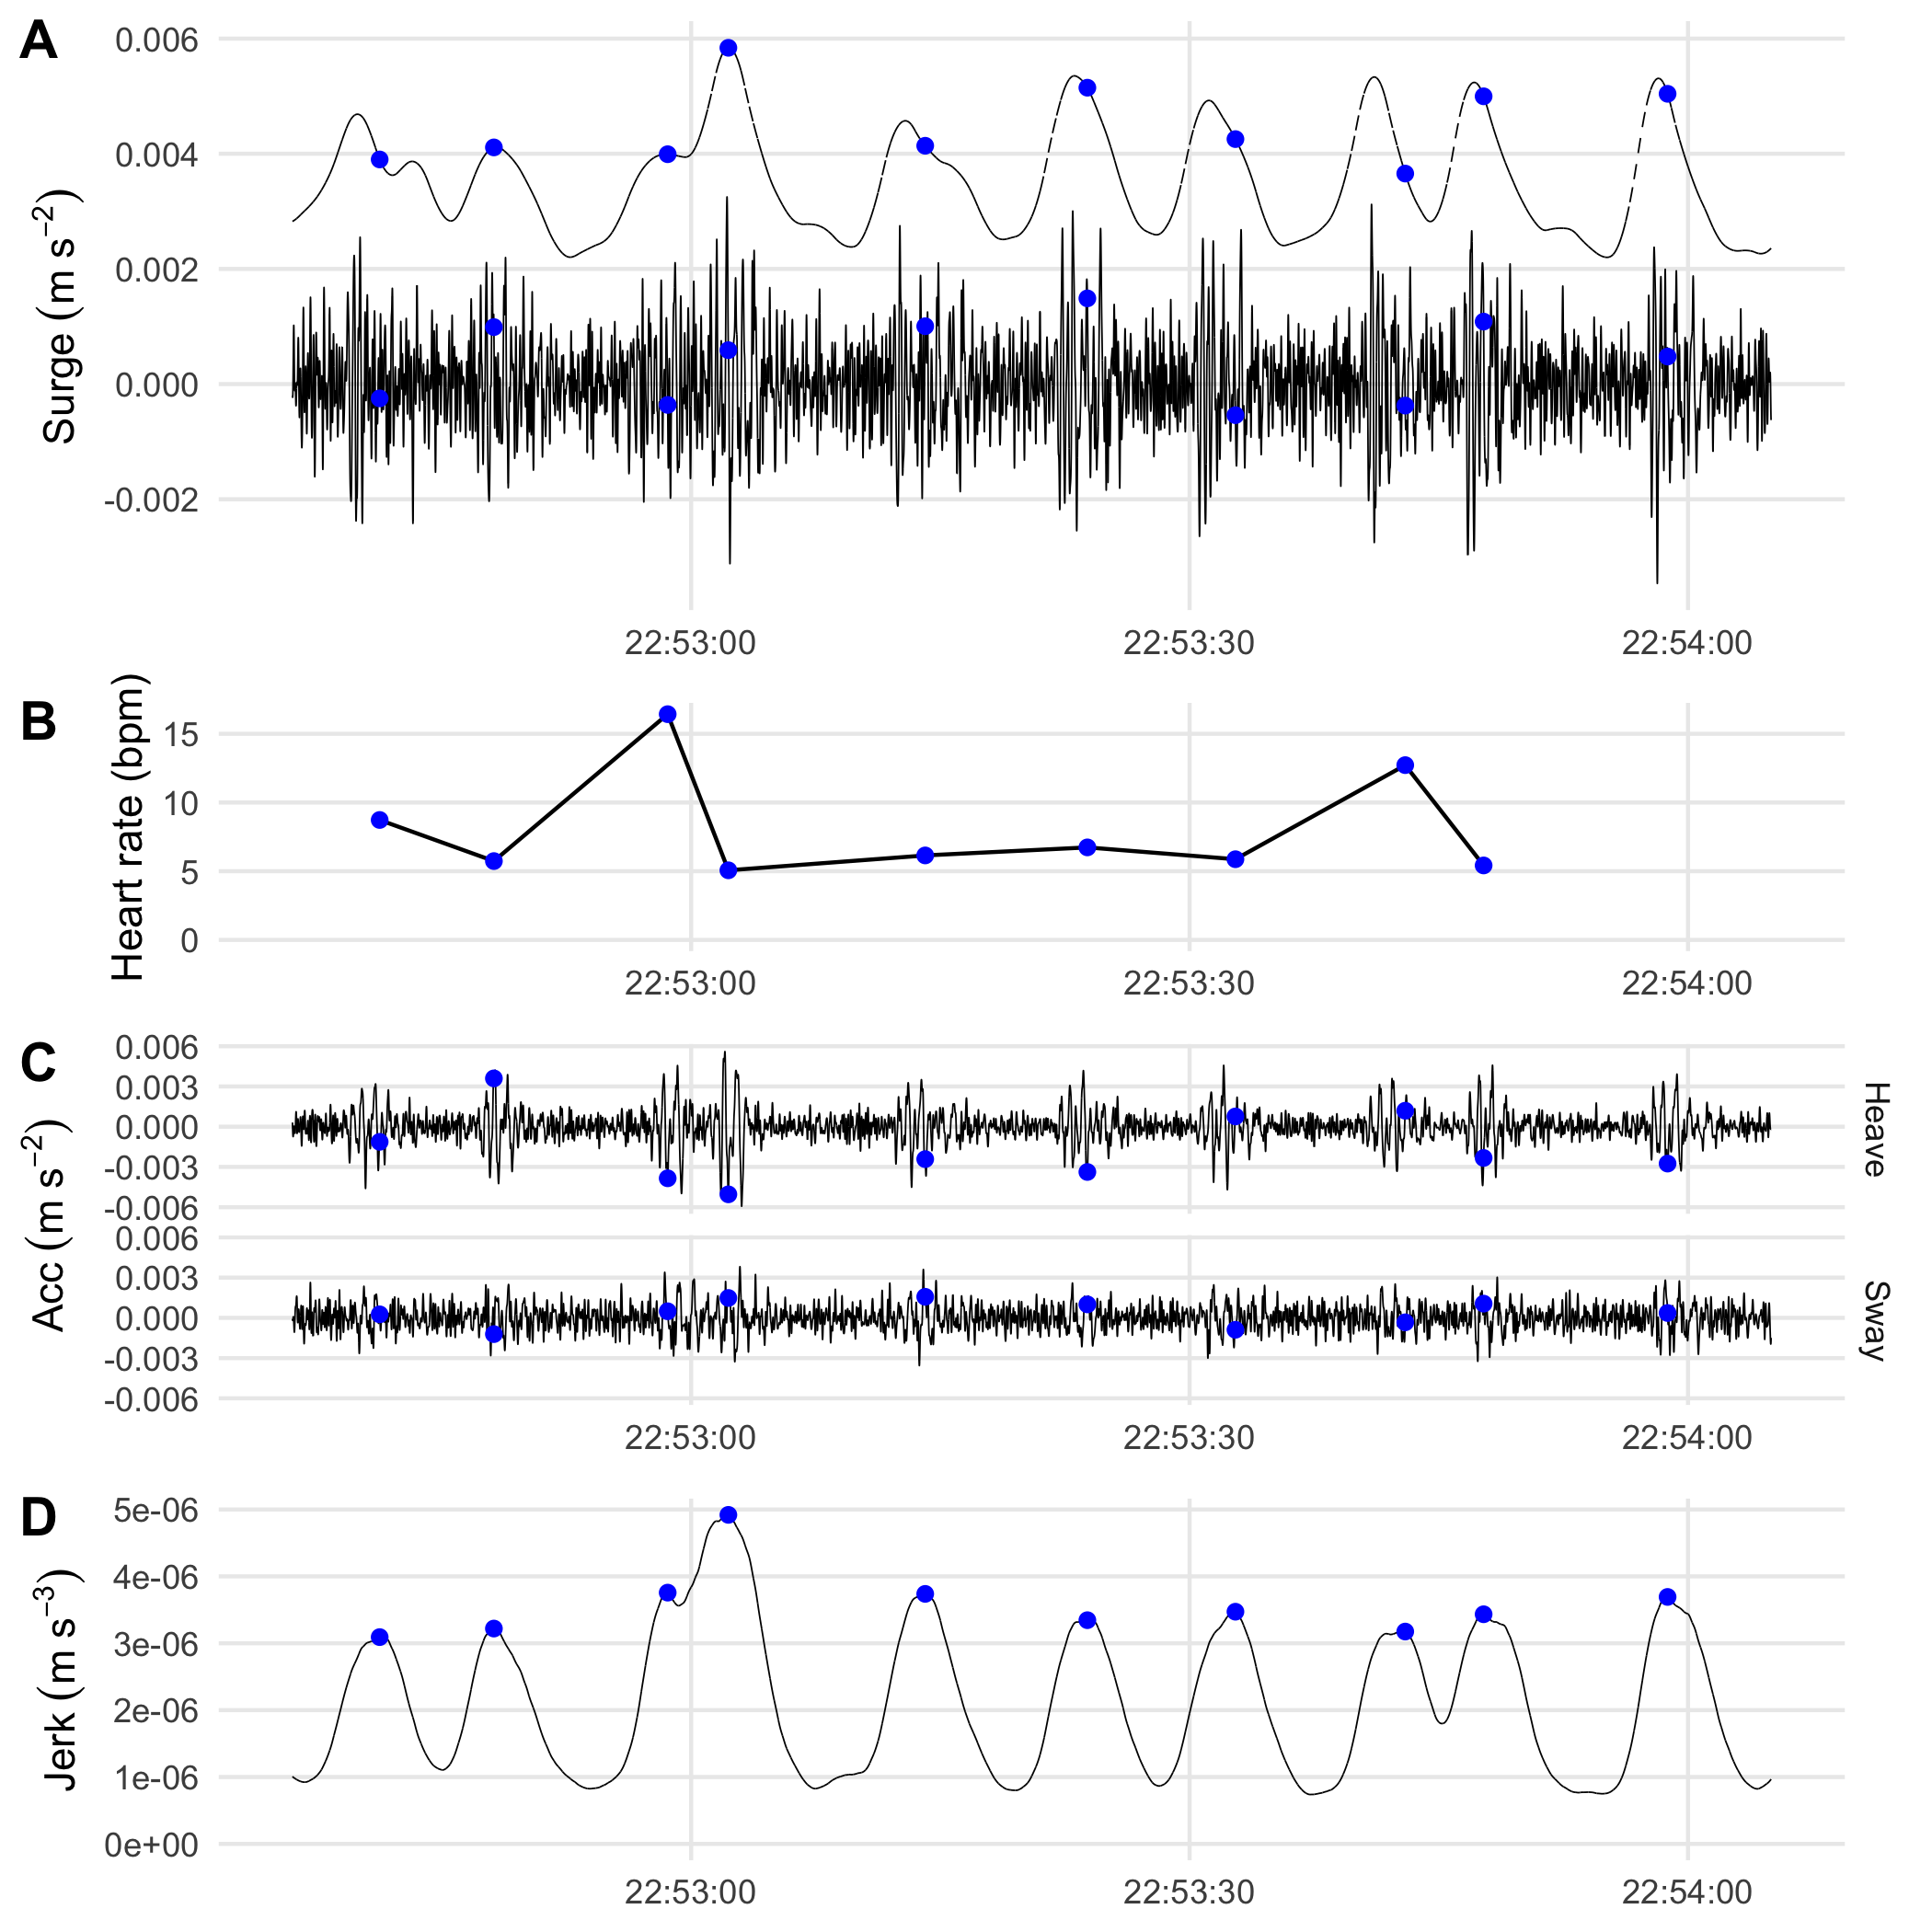 A
0.006
0.004
0.002
0.000
-0.002
Surge (m s⁻²)
22:53:00 22:53:30 22:54:00
B
15
10
5
0
Heart rate (bpm)
22:53:00 22:53:30 22:54:00
C
0.006
0.003
0.000
-0.003
-0.006
Heave
0.006
0.003
0.000
-0.003
-0.006
Sway
Acc (m s⁻²)
22:53:00 22:53:30 22:54:00
D
5e-06
4e-06
3e-06
2e-06
1e-06
0e+00
Jerk (m s⁻³)
22:53:00 22:53:30 22:54:00